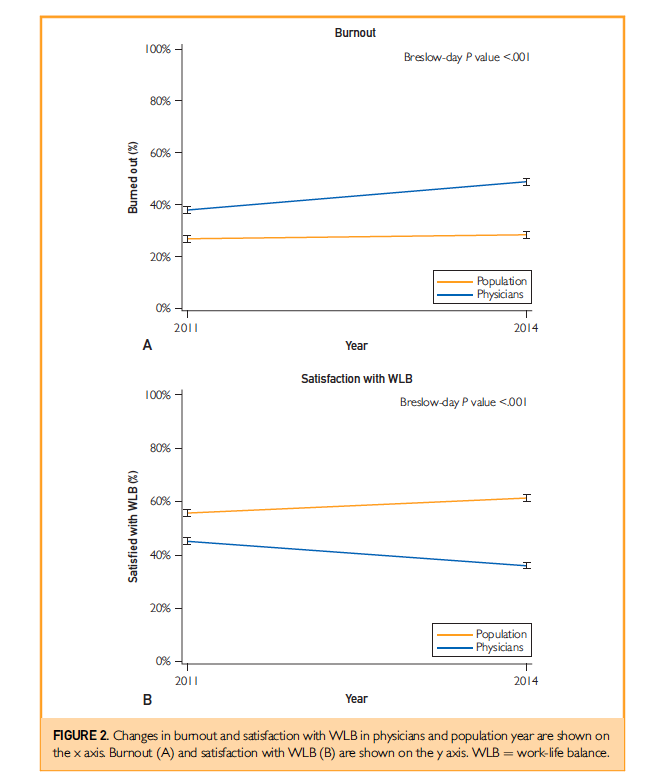 Burnout
100%
Breslow-day P value <.001
80%
60%
40%
20%
0%
Burned out (%)
Population
Physicians
2011
2014
A
Year
Satisfaction with WLB
100%
Breslow-day P value <.001
80%
60%
40%
20%
0%
Satisfied with WLB (%)
Population
Physicians
2011
2014
B
Year
FIGURE 2. Changes in burnout and satisfaction with WLB in physicians and population year are shown on
the x axis. Burnout (A) and satisfaction with WLB (B) are shown on the y axis. WLB = work-life balance.